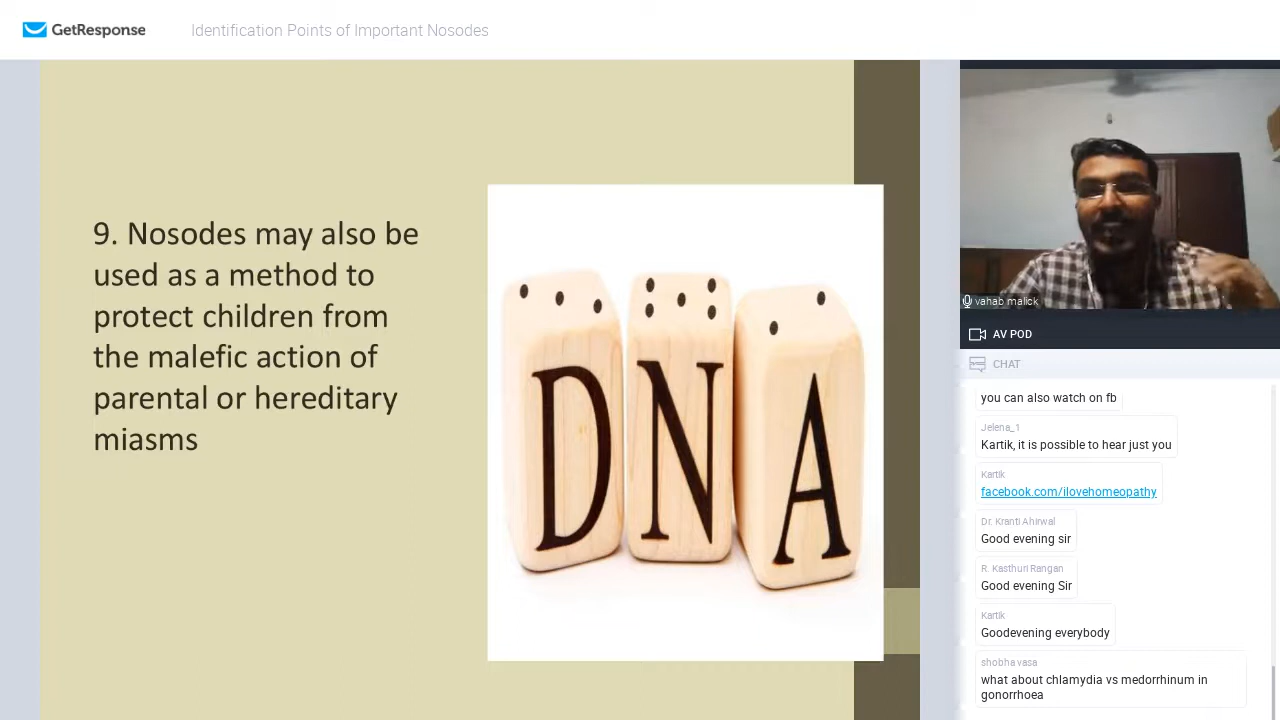 GetResponse
Identification Points of Important Nosodes
9. Nosodes may also be
used as a method to
protect children from
the malefic action of
parental or hereditary
miasms
DNA
vahab malick
AV POD
CHAT
you can also watch on fb
Jelena_1
Kartik, it is possible to hear just you
Kartik
facebook.com/ilovehomeopathy
Dr. Kranti Ahirwal
Good evening sir
R. Kasthuri Rangan
Good evening Sir
Kartik
Goodevening everybody
shobha vasa
what about chlamydia vs medorrhinum in
gonorrhoea